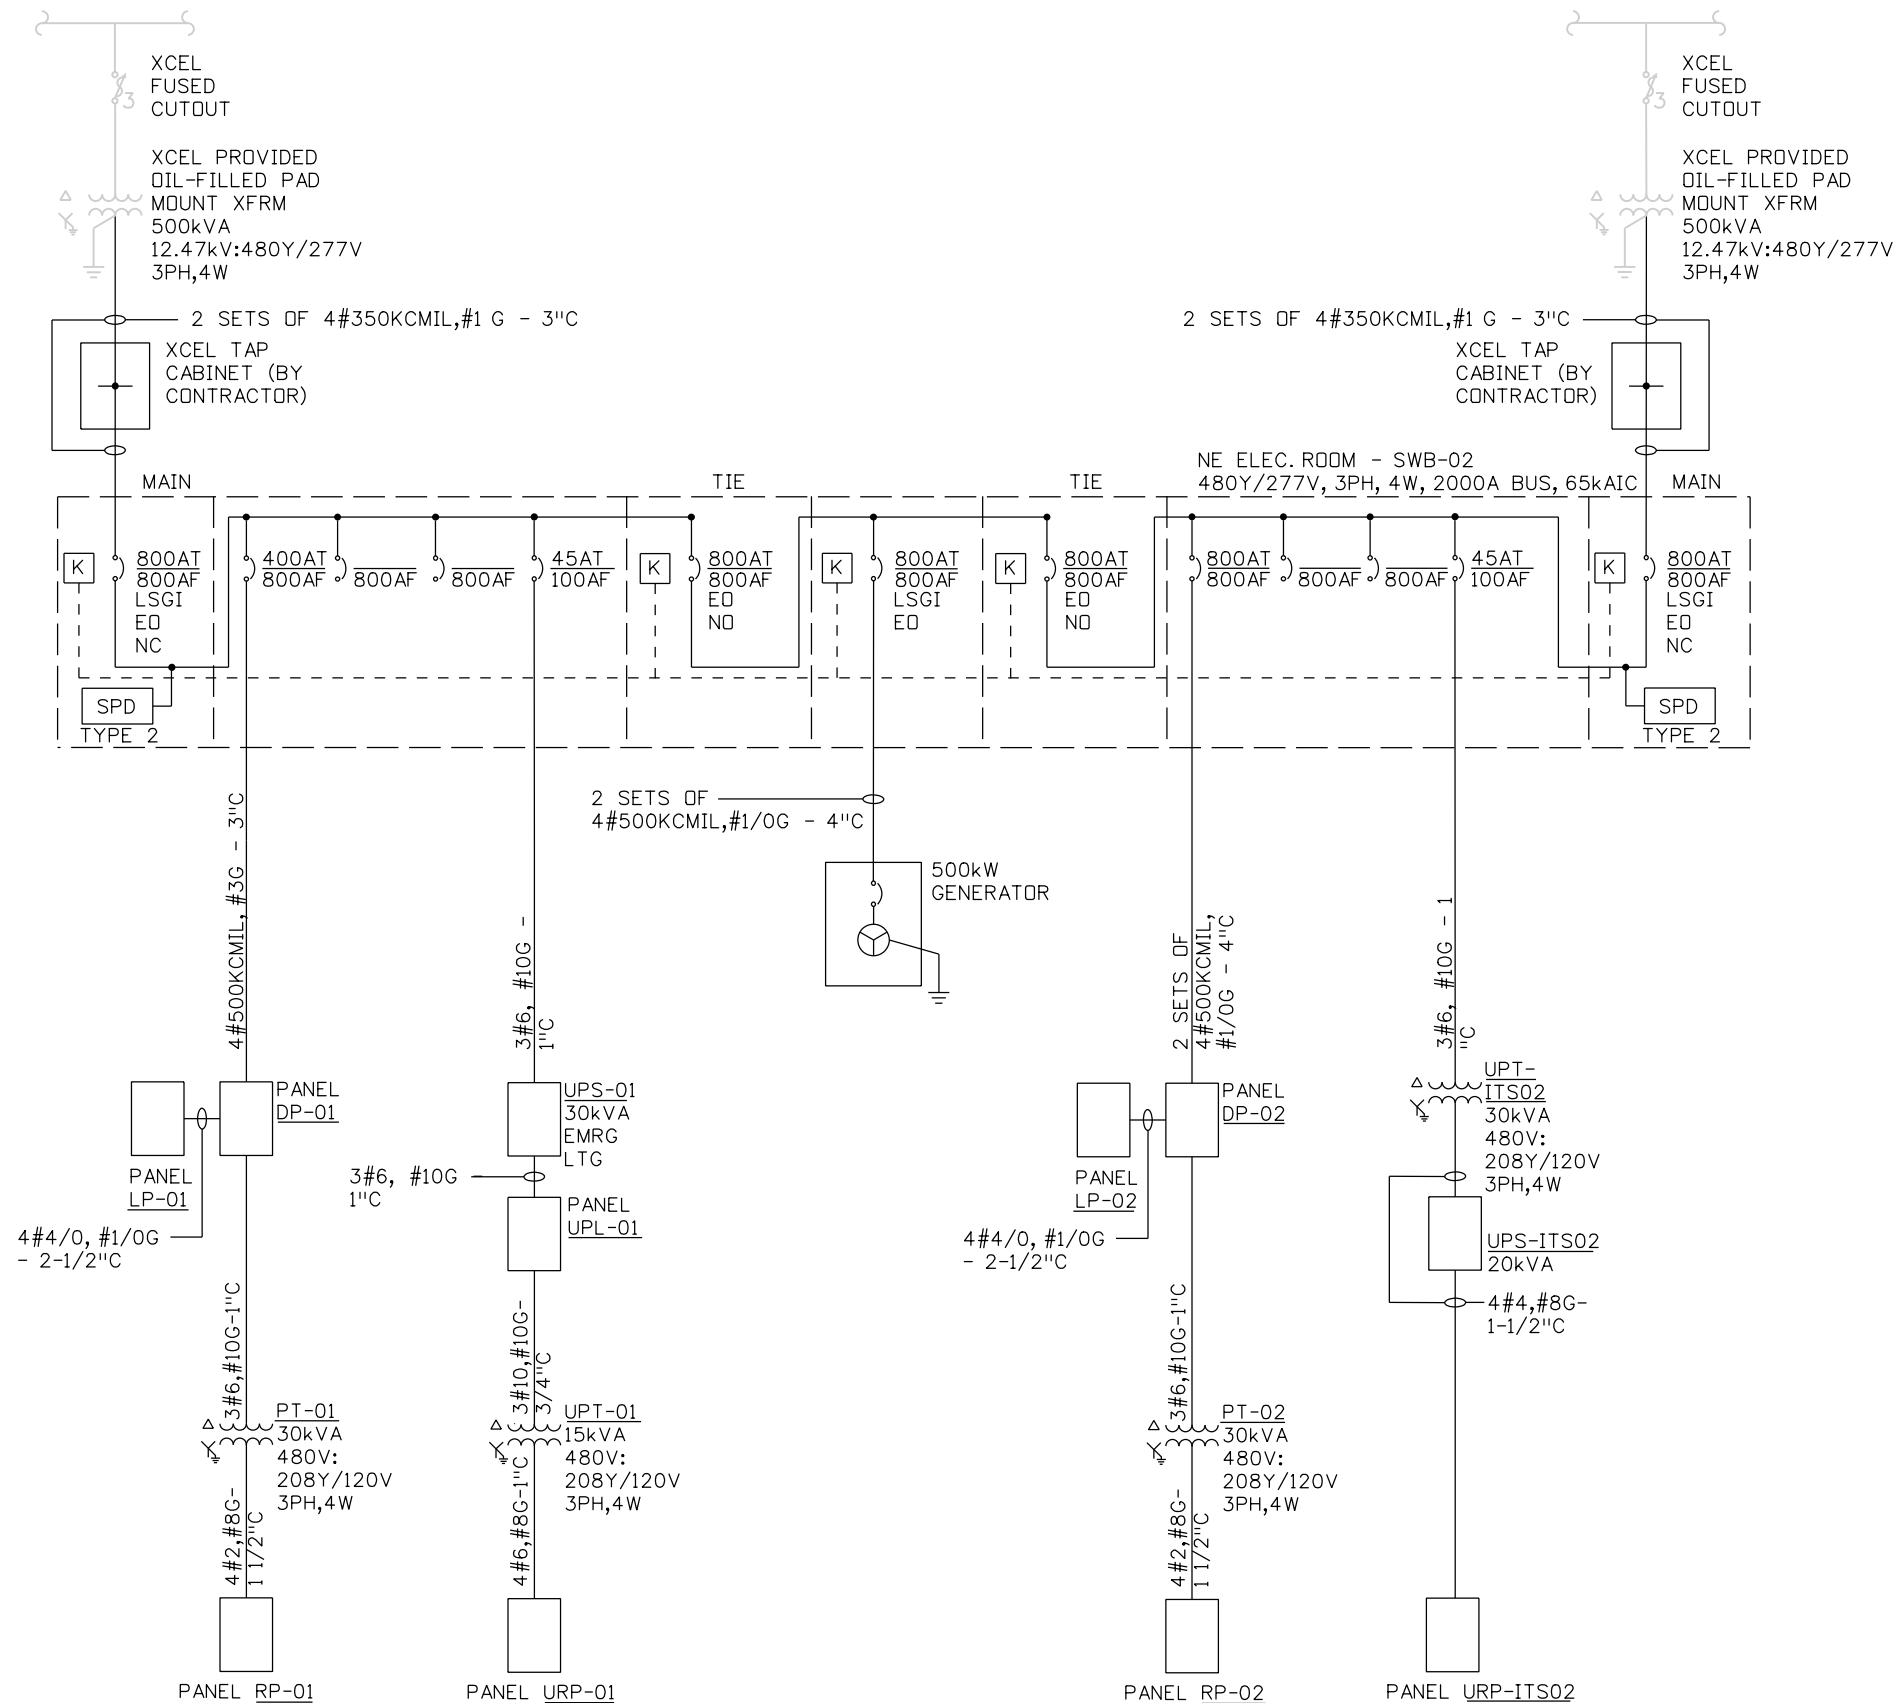 XCEL
FUSED
CUTOUT
3
XCEL PROVIDED
OIL-FILLED PAD
MOUNT XFRM
500kVA
12.47kV:480Y/277V
3PH,4W
2 SETS OF 4#350KCMIL,#1 G - 3"C
XCEL TAP
CABINET (BY
CONTRACTOR)
XCEL
FUSED
CUTOUT
3
XCEL PROVIDED
OIL-FILLED PAD
MOUNT XFRM
500kVA
12.47kV:480Y/277V
3PH,4W
2 SETS OF 4#350KCMIL,#1 G - 3"C
XCEL TAP
CABINET (BY
CONTRACTOR)
NE ELEC. ROOM - SWB-02
480Y/277V, 3PH, 4W, 2000A BUS, 65kAIC
MAIN
TIE
TIE
MAIN
K
800AT
800AF
LSGI
EO
NC
400AT
800AF
800AF
800AF
45AT
100AF
K
800AT
800AF
EO
NO
K
800AT
800AF
LSGI
EO
K
800AT
800AF
EO
NO
800AT
800AF
800AF
800AF
45AT
100AF
K
800AT
800AF
LSGI
EO
NC
SPD
TYPE 2
SPD
TYPE 2
2 SETS OF
4#500KCMIL,#1/0G - 4"C
500kW
GENERATOR
4#500KCMIL, #3G - 3"C
3#6, #10G -
1"C
2 SETS OF
4#500KCMIL,
#1/0G - 4"C
3#6, #10G - 1
"C
PANEL
DP-01
PANEL
LP-01
4#4/0, #1/0G
- 2-1/2"C
UPS-01
30kVA
EMRG
LTG
3#6, #10G -
1"C
PANEL
UPL-01
PANEL
DP-02
PANEL
LP-02
4#4/0, #1/0G
- 2-1/2"C
UPT-
ITS02
30kVA
480V:
208Y/120V
3PH,4W
UPS-ITS02
20kVA
4#4,#8G-
1-1/2"C
3#6,#10G-1"C
PT-01
30kVA
480V:
208Y/120V
3PH,4W
4#2,#8G-
1 1/2"C
PANEL RP-01
3#10,#10G-
3/4"C
UPT-01
15kVA
480V:
208Y/120V
3PH,4W
4#6,#8G-1"C
PANEL URP-01
3#6,#10G-1"C
PT-02
30kVA
480V:
208Y/120V
3PH,4W
4#2,#8G-
1 1/2"C
PANEL RP-02
PANEL URP-ITS02